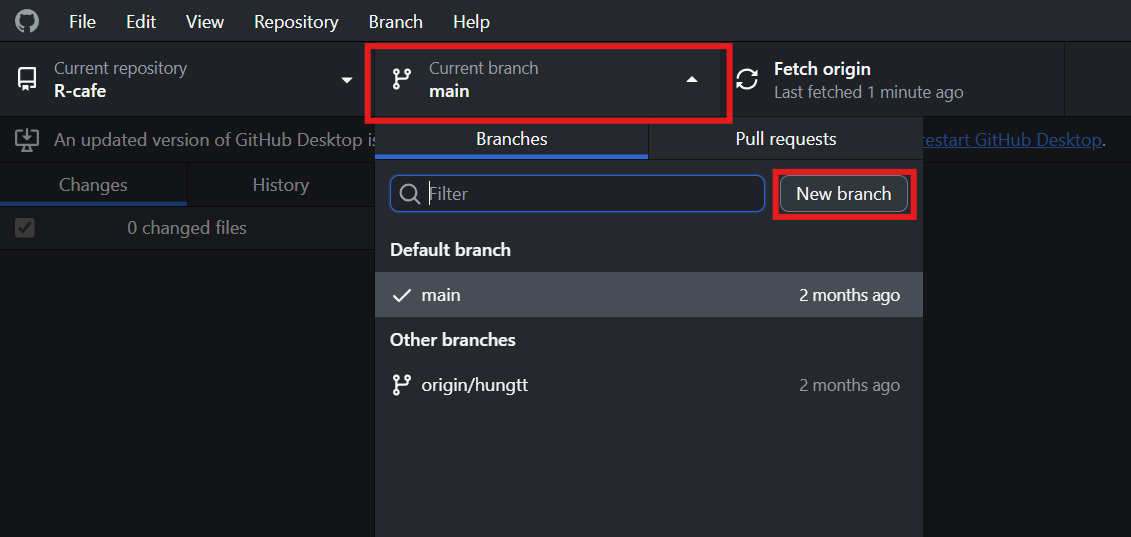 File Edit View Repository Branch Help
Current repository
R-cafe
Current branch
main
Fetch origin
Last fetched 1 minute ago
An updated version of GitHub Desktop is
restart GitHub Desktop.
Branches Pull requests
Changes History
Filter
New branch
0 changed files
Default branch
main 2 months ago
Other branches
origin/hungtt 2 months ago